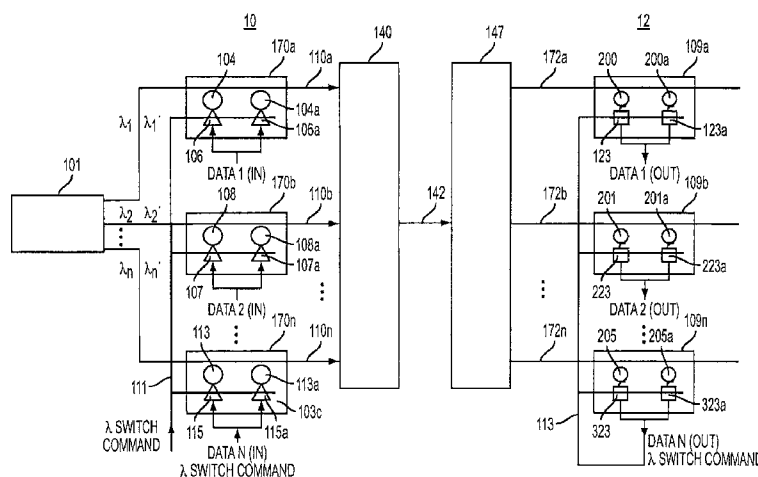 10
12
170a
110a
140
147
104
172a
200
200a
109a
104a
λ1 λ1'
106a
106
123
123a
DATA 1 (IN)
DATA 1 (OUT)
101
170b
109b
108
110b
142
172b
201
201a
λ2 λ2'
108a
107a
107
223
223a
λn λn'
DATA 2 (IN)
DATA 2 (OUT)
170n
109n
113
110n
172n
205
205a
111
113a
103c
115
115a
113
323
323a
λ SWITCH
COMMAND
DATA N (IN)
λ SWITCH COMMAND
DATA N (OUT)
λ SWITCH COMMAND